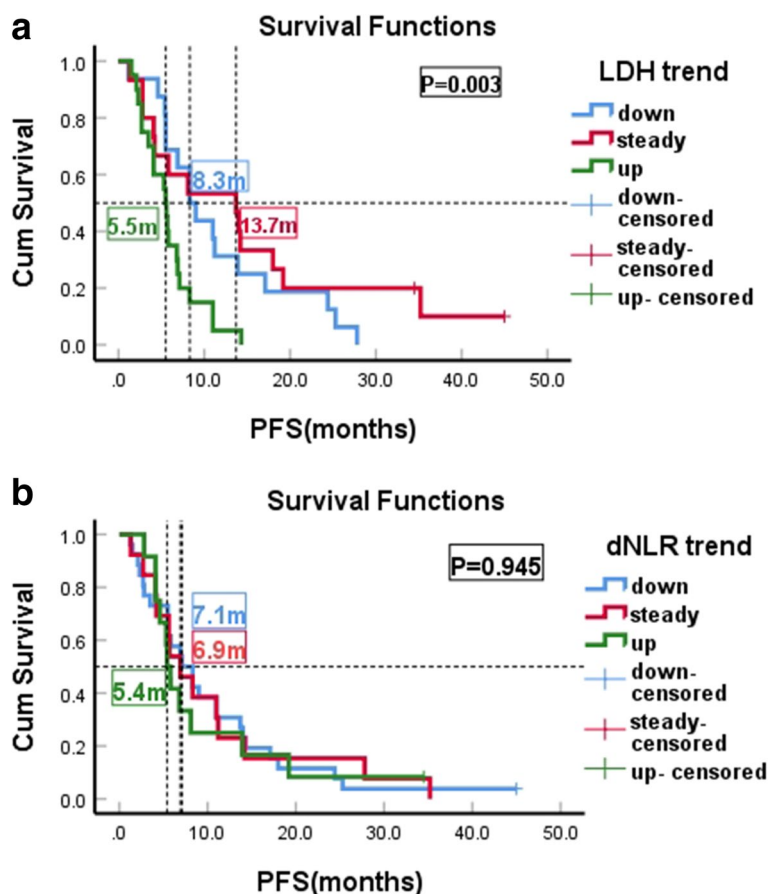 a
Survival Functions
P=0.003
LDH trend
down
steady
up
down-
censored
steady-
censored
up- censored
1.0
0.8
0.6
0.4
0.2
0.0
Cum Survival
8.3m
5.5m
13.7m
.0 10.0 20.0 30.0 40.0 50.0
PFS(months)
b
Survival Functions
P=0.945
dNLR trend
down
steady
up
down-
censored
steady-
censored
up- censored
1.0
0.8
0.6
0.4
0.2
0.0
Cum Survival
7.1m
6.9m
5.4m
.0 10.0 20.0 30.0 40.0 50.0
PFS(months)